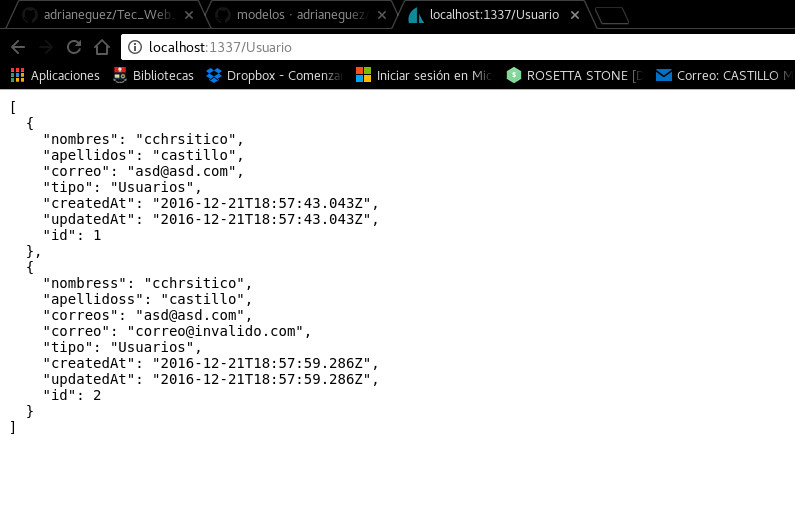 adrianeguez/Tec_Web
modelos · adrianeguez/
localhost:1337/Usuario
localhost:1337/Usuario
Aplicaciones
Bibliotecas
Dropbox - Comenza
Iniciar sesión en Mic
ROSETTA STONE [D
Correo: CASTILLO M
[
{
"nombres": "cchrsitico",
"apellidos": "castillo",
"correo": "asd@asd.com",
"tipo": "Usuarios",
"createdAt": "2016-12-21T18:57:43.043Z",
"updatedAt": "2016-12-21T18:57:43.043Z",
"id": 1
},
{
"nombress": "cchrsitico",
"apellidoss": "castillo",
"correos": "asd@asd.com",
"correo": "correo@invalido.com",
"tipo": "Usuarios",
"createdAt": "2016-12-21T18:57:59.286Z",
"updatedAt": "2016-12-21T18:57:59.286Z",
"id": 2
}
]